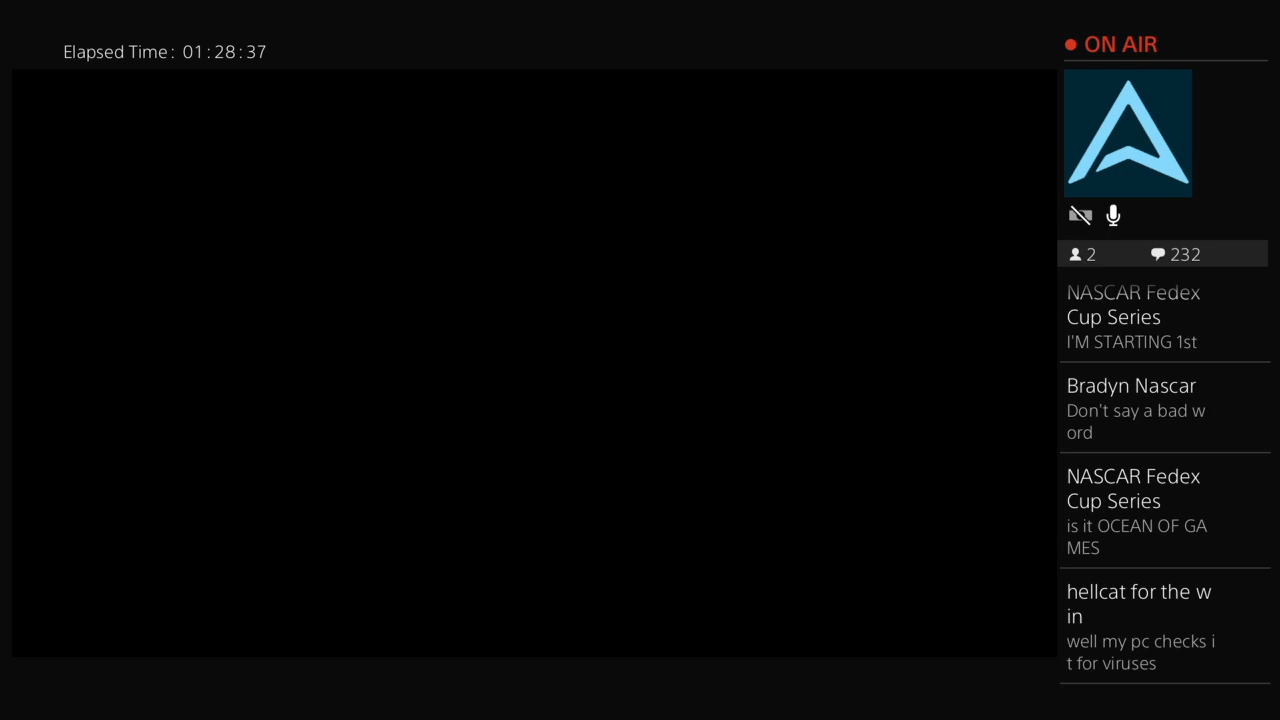 Elapsed Time: 01:28:37
ON AIR
2 232
NASCAR Fedex
Cup Series
I'M STARTING 1st
Bradyn Nascar
Don't say a bad w
ord
NASCAR Fedex
Cup Series
is it OCEAN OF GA
MES
hellcat for the w
in
well my pc checks i
t for viruses